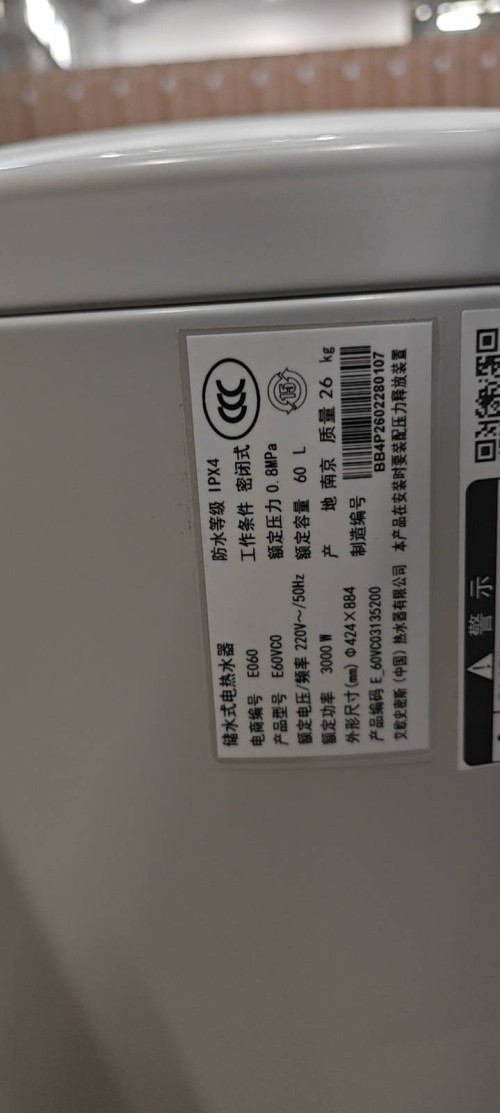 储水式电热水器 防水等级 IPX4
电商编号 E060 工作条件 密闭式
产品型号 E60VC0 额定压力 0.8MPa
额定电压/频率 220V～/50Hz 额定容量 60 L
额定功率 3000 W 产 地 南京 质量 26 kg
外形尺寸(mm) Φ424×884 制造编号
产品编码 E_60VC03135200 BB4P2602280107
艾欧史密斯（中国）热水器有限公司 本产品在安装时要装配压力释放装置
CCC
15
警示